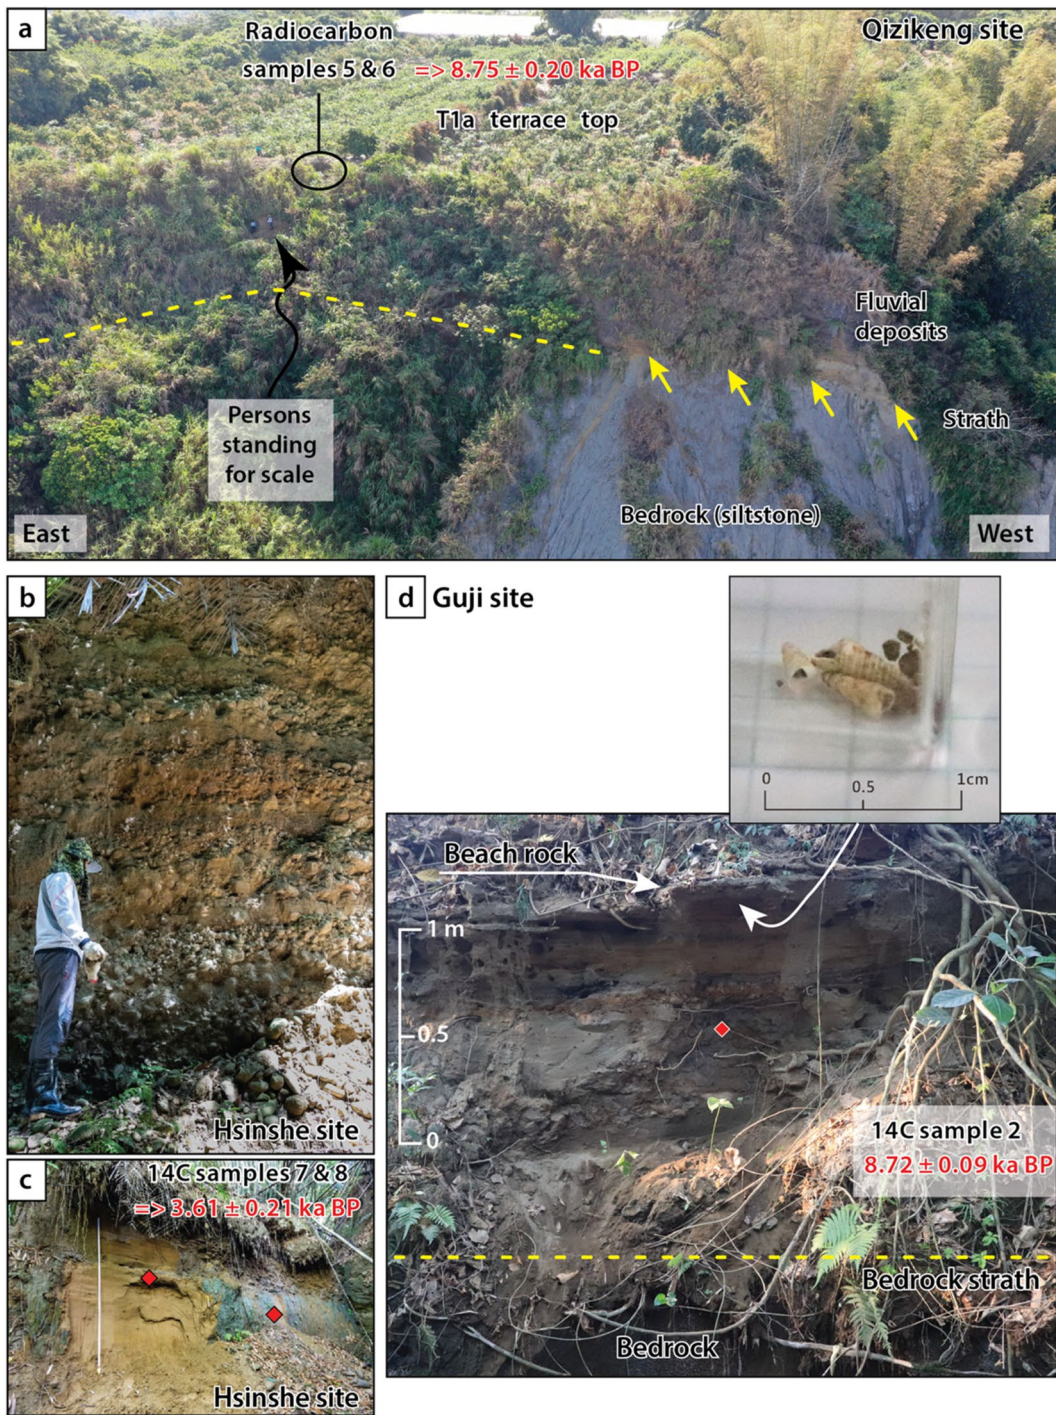 a
Qizikeng site
Radiocarbon
samples 5 & 6 => 8.75 ± 0.20 ka BP
T1a terrace top
Fluvial
deposits
Persons
standing
for scale
Strath
Bedrock (siltstone)
East
West
b
Hsinshe site
c
14C samples 7 & 8
=> 3.61 ± 0.21 ka BP
Hsinshe site
d Guji site
0
0.5
1cm
Beach rock
1 m
0.5
0
14C sample 2
8.72 ± 0.09 ka BP
Bedrock strath
Bedrock